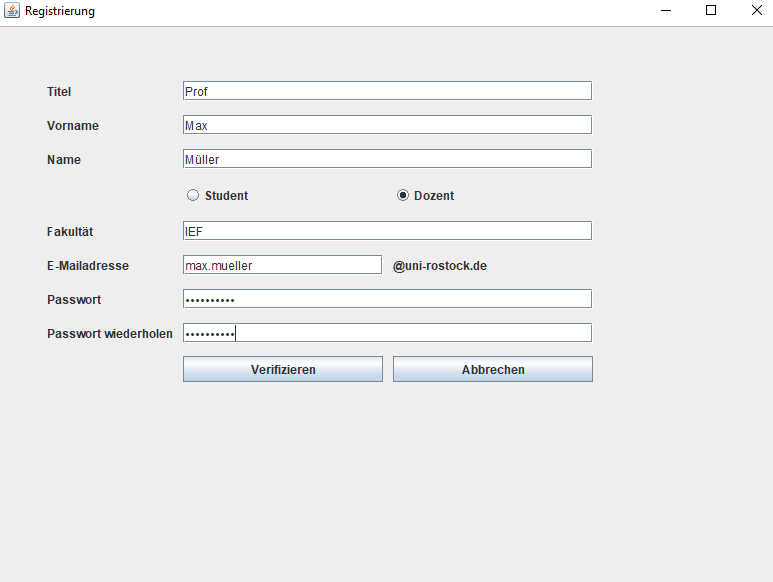 Registrierung
Titel Prof
Vorname Max
Name Müller
Student Dozent
Fakultät IEF
E-Mailadresse max.mueller @uni-rostock.de
Passwort ••••••••••
Passwort wiederholen ••••••••••
Verifizieren Abbrechen